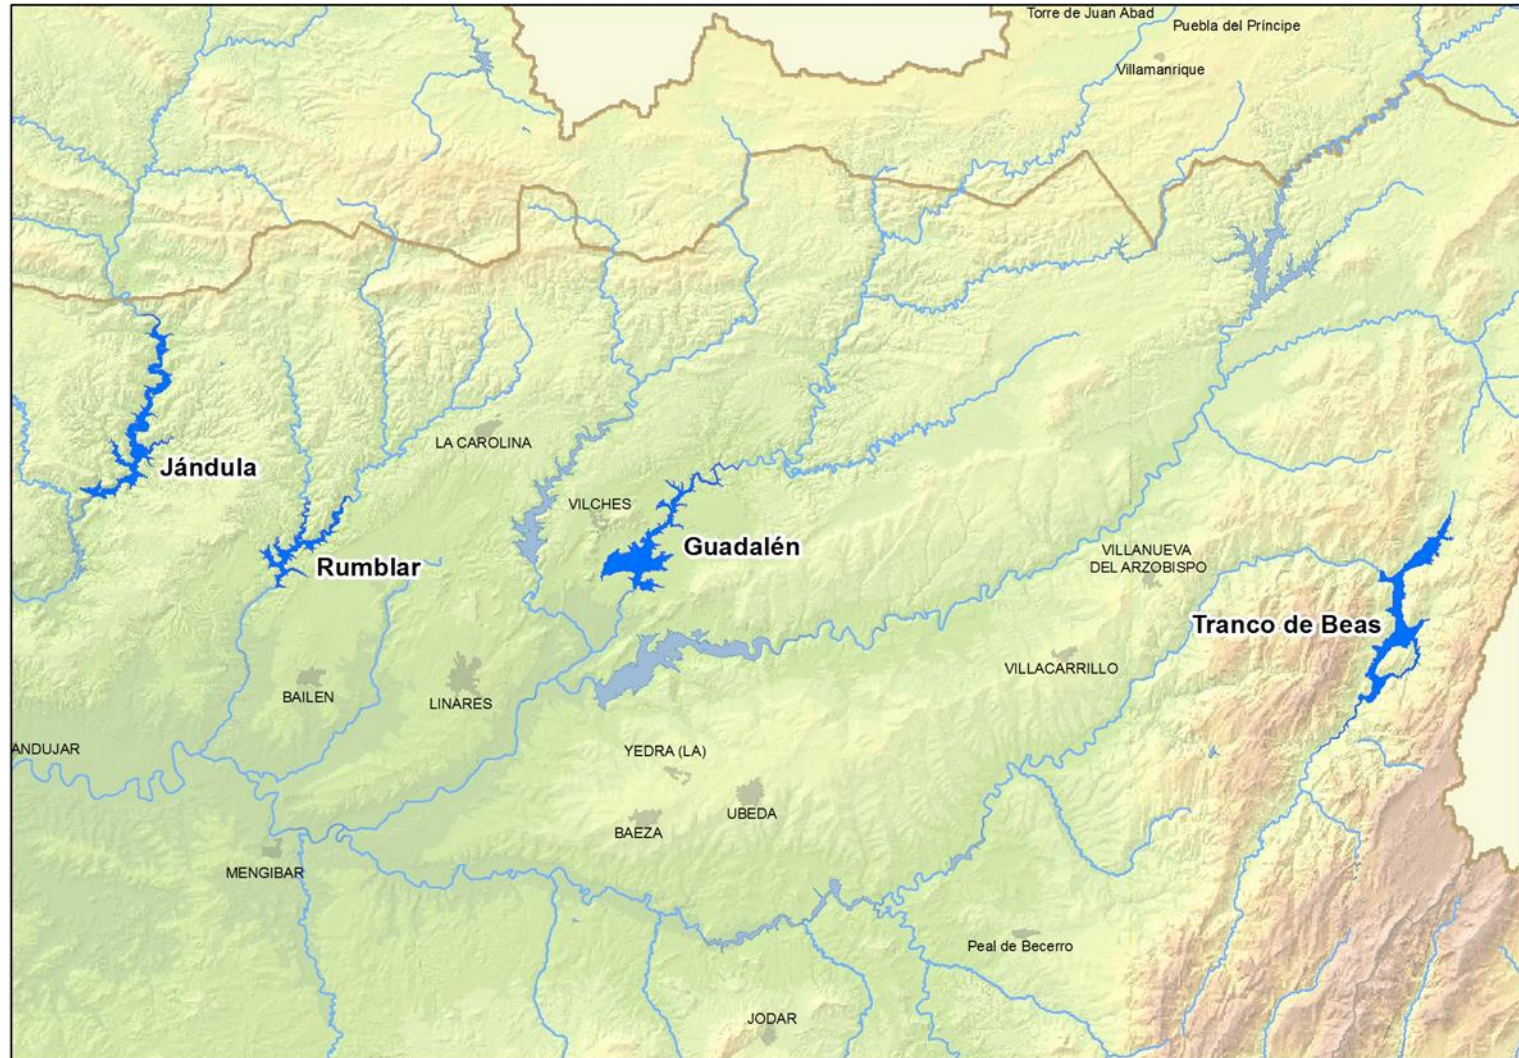 Torre de Juan Abad
Puebla del Príncipe
Villamanrique
LA CAROLINA
Jándula
VILCHES
Guadalén
Rumblar
VILLANUEVA
DEL ARZOBISPO
Tranco de Beas
VILLACARRILLO
BAILEN
LINARES
ANDUJAR
YEDRA (LA)
UBEDA
BAEZA
MENGIBAR
Peal de Becerro
JODAR